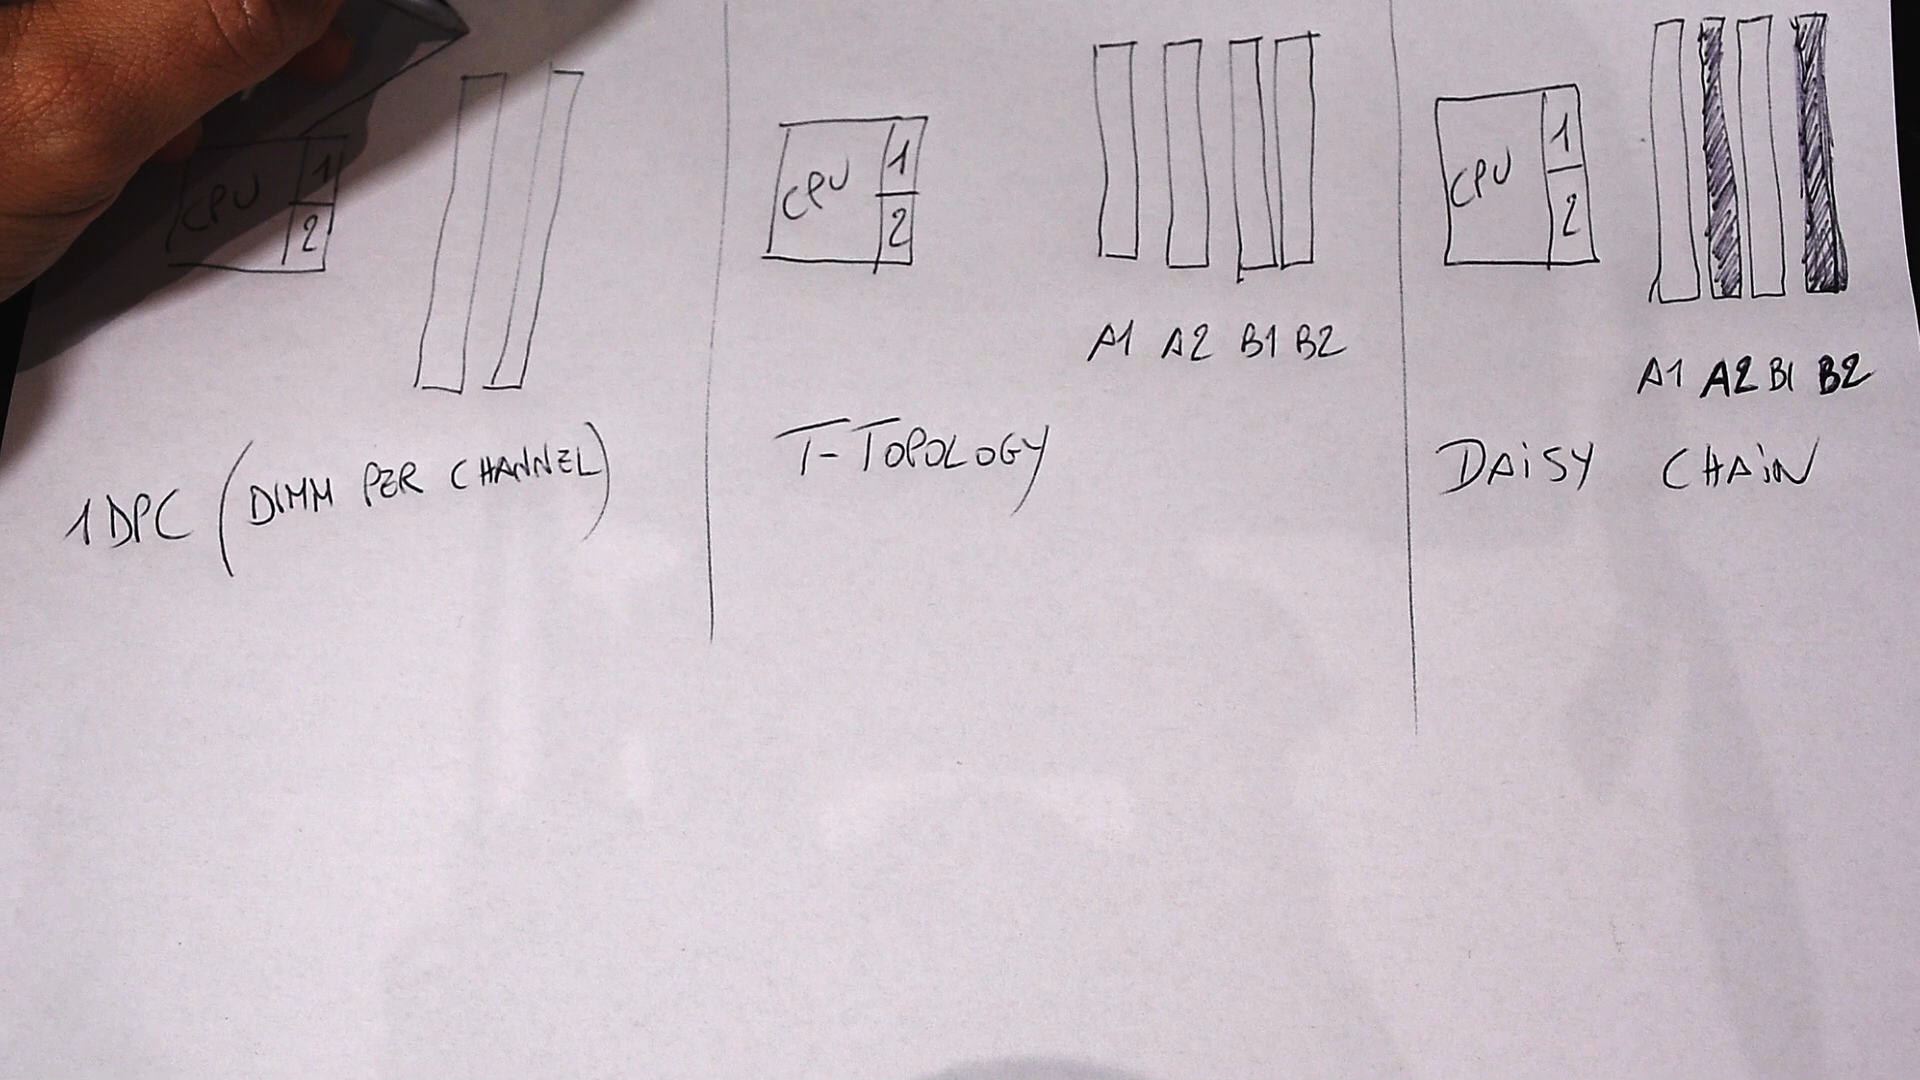 CPU 1
2
1DPC (DIMM PER CHANNEL)
CPU 1
2
A1 A2 B1 B2
T-TOPOLOGY
CPU 1
2
A1 A2 B1 B2
DAiSY CHAiN